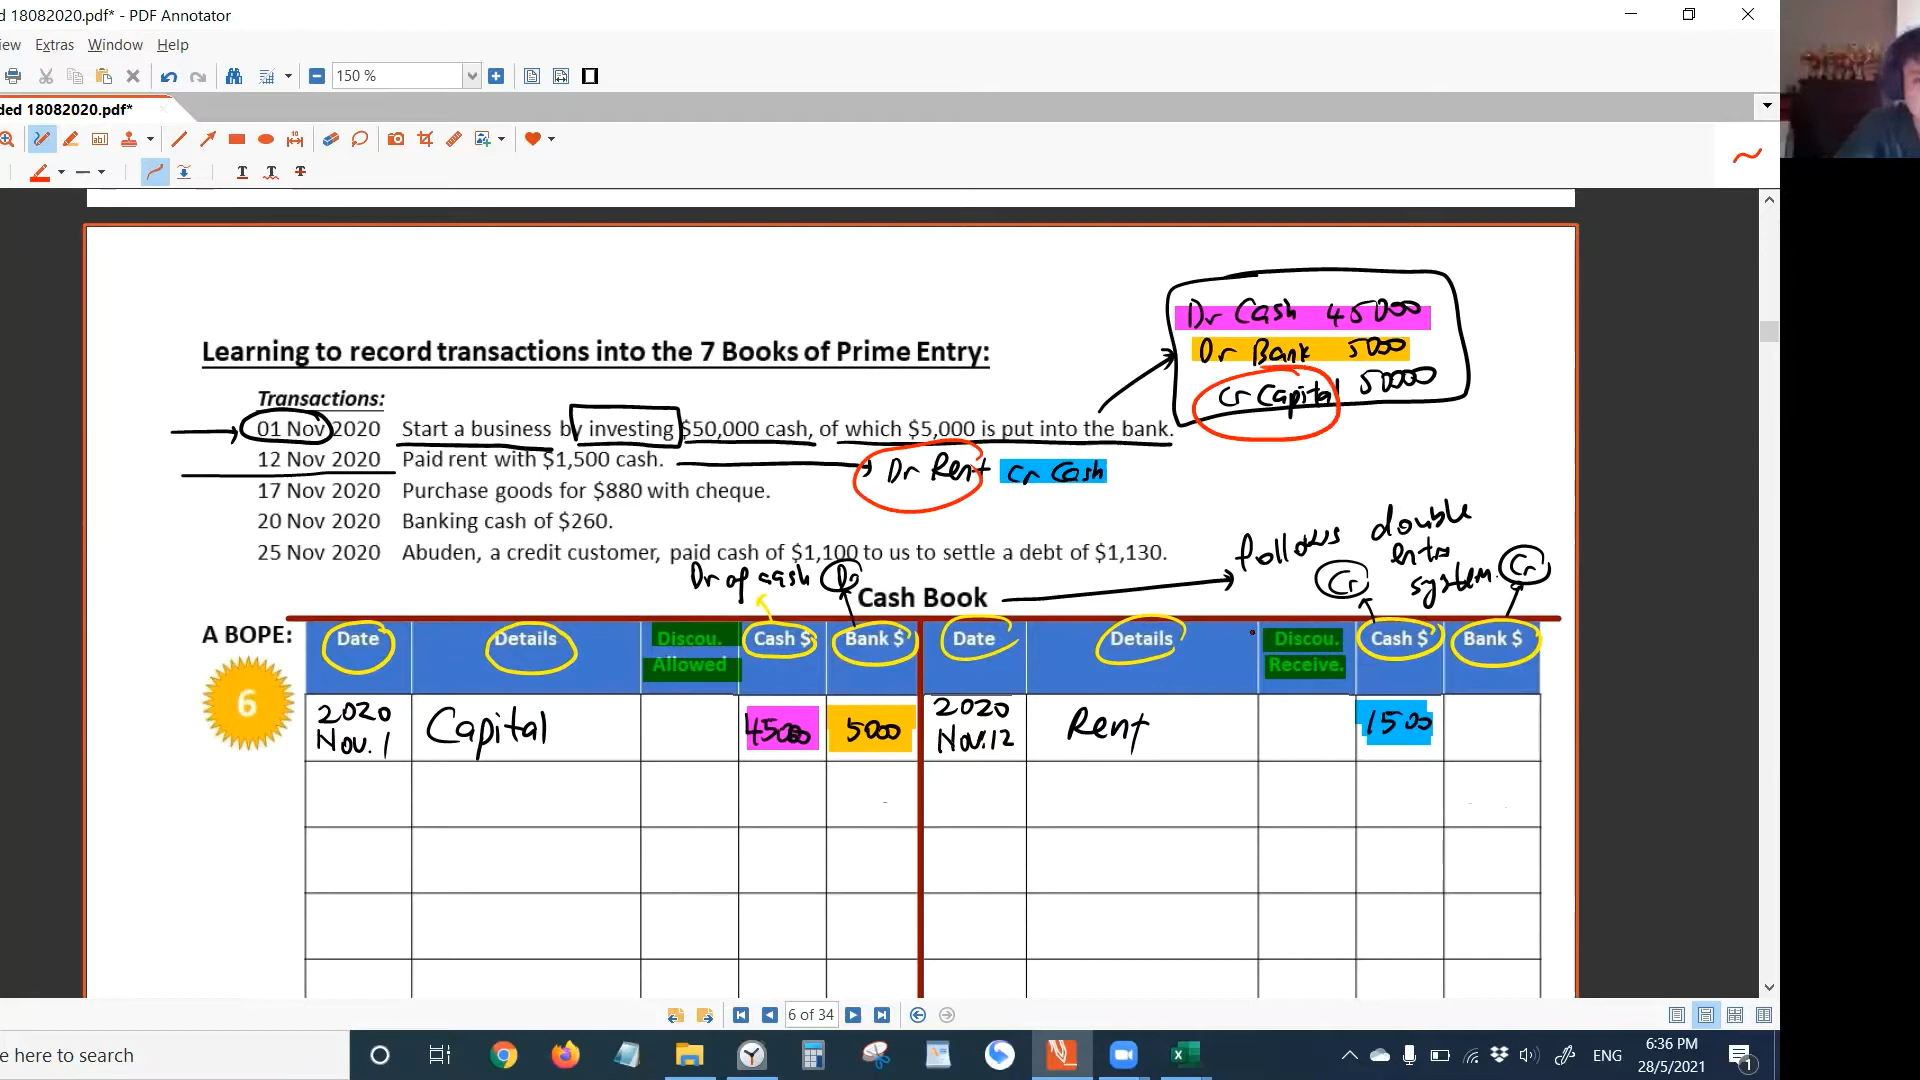 d 18082020.pdf* - PDF Annotator
iew Extras Window Help
150 %
ded 18082020.pdf*
Dr Cash 45000
Dr Bank 5000
Cr Capital 50000
Learning to record transactions into the 7 Books of Prime Entry:
Transactions:
01 Nov 2020 Start a business by investing $50,000 cash, of which $5,000 is put into the bank.
12 Nov 2020 Paid rent with $1,500 cash. Dr Rent Cr Cash
17 Nov 2020 Purchase goods for $880 with cheque.
20 Nov 2020 Banking cash of $260.
25 Nov 2020 Abuden, a credit customer, paid cash of $1,100 to us to settle a debt of $1,130.
follows double
entry
system.
Dr of cash Dr Cr Cr
Cash Book
A BOPE: Date Details Discou. Allowed Cash $ Bank $ Date Details Discou. Receive. Cash $ Bank $
6
2020 Nov. 1 Capital 45000 5000 2020 Nov. 12 Rent 1500
6 of 34
e here to search
ENG
6:36 PM
28/5/2021
1